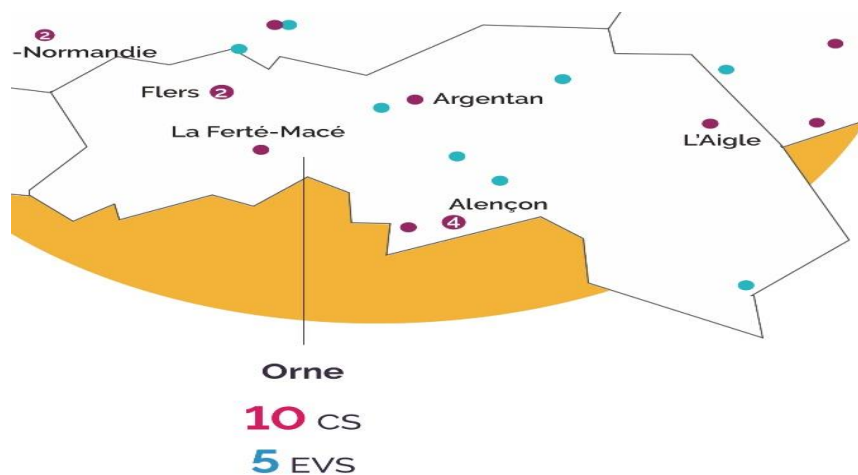 2
-Normandie
Flers 2
Argentan
La Ferté-Macé
L'Aigle
Alençon
4
Orne
10 CS
5 EVS